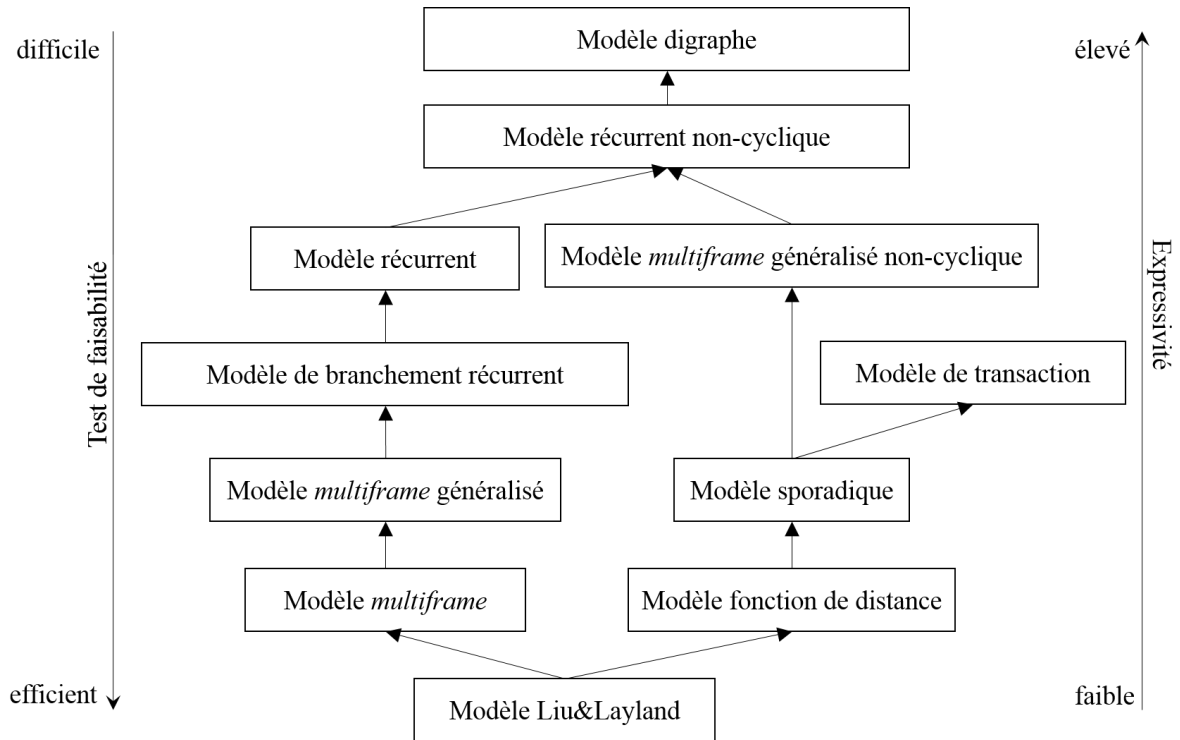 difficile
Modèle digraphe
élevé
Modèle récurrent non-cyclique
Modèle récurrent
Modèle multiframe généralisé non-cyclique
Test de faisabilité
Expressivité
Modèle de branchement récurrent
Modèle de transaction
Modèle multiframe généralisé
Modèle sporadique
Modèle multiframe
Modèle fonction de distance
efficient
Modèle Liu&Layland
faible